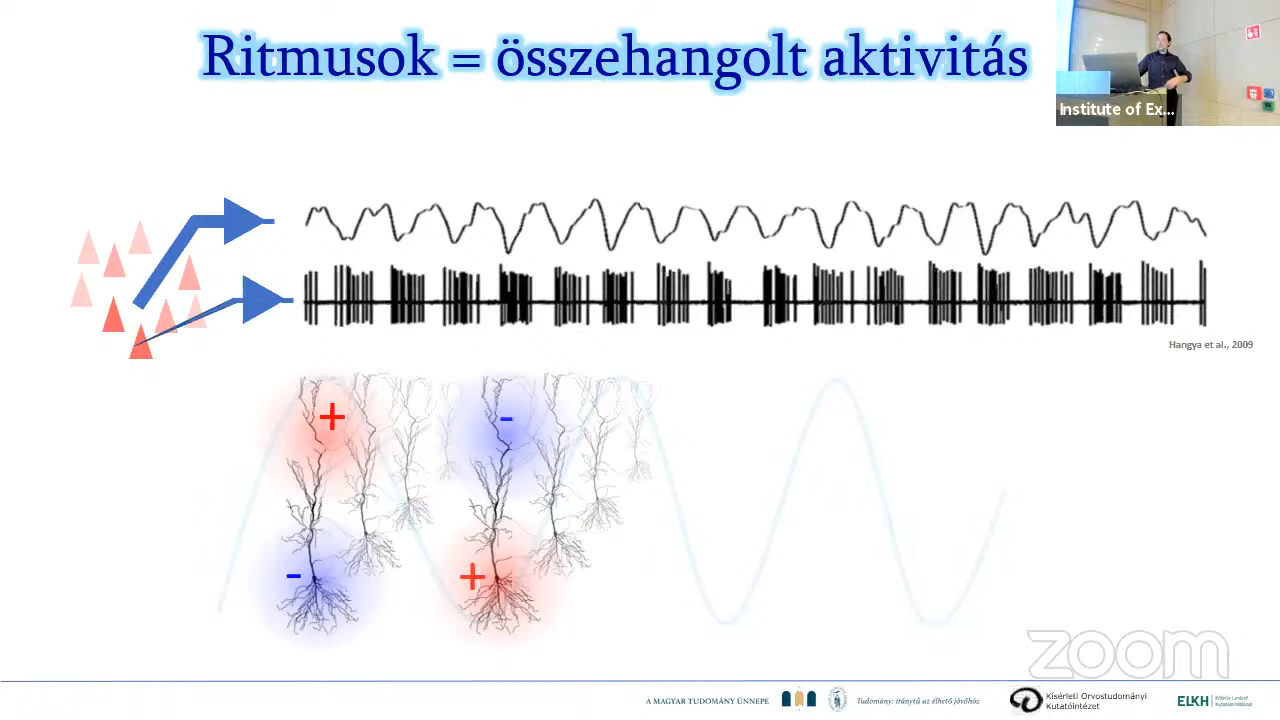 Ritmusok = összehangolt aktivitás
Institute of Ex...
Hangya et al., 2009
+
-
-
+
zoom
A MAGYAR TUDOMÁNY ÜNNEPE
Tudomány: iránytű az élhető jövőhöz
Kísérleti Orvostudományi
Kutatóintézet
ELKH
Eötvös Loránd
Kutatási Hálózat